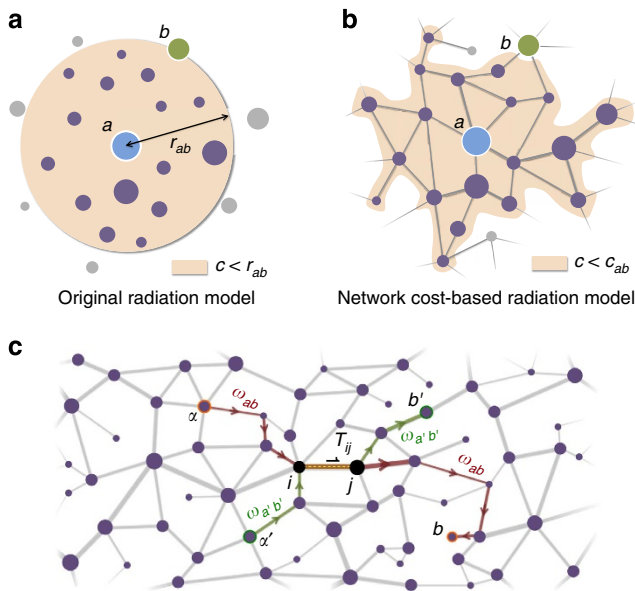 a
b
b
b
a
a
r_ab
c < r_ab
c < c_ab
Original radiation model
Network cost-based radiation model
c
b'
ω_ab
α
T_ij
ω_a'b'
i
j
ω_ab
ω_a'b'
α'
b